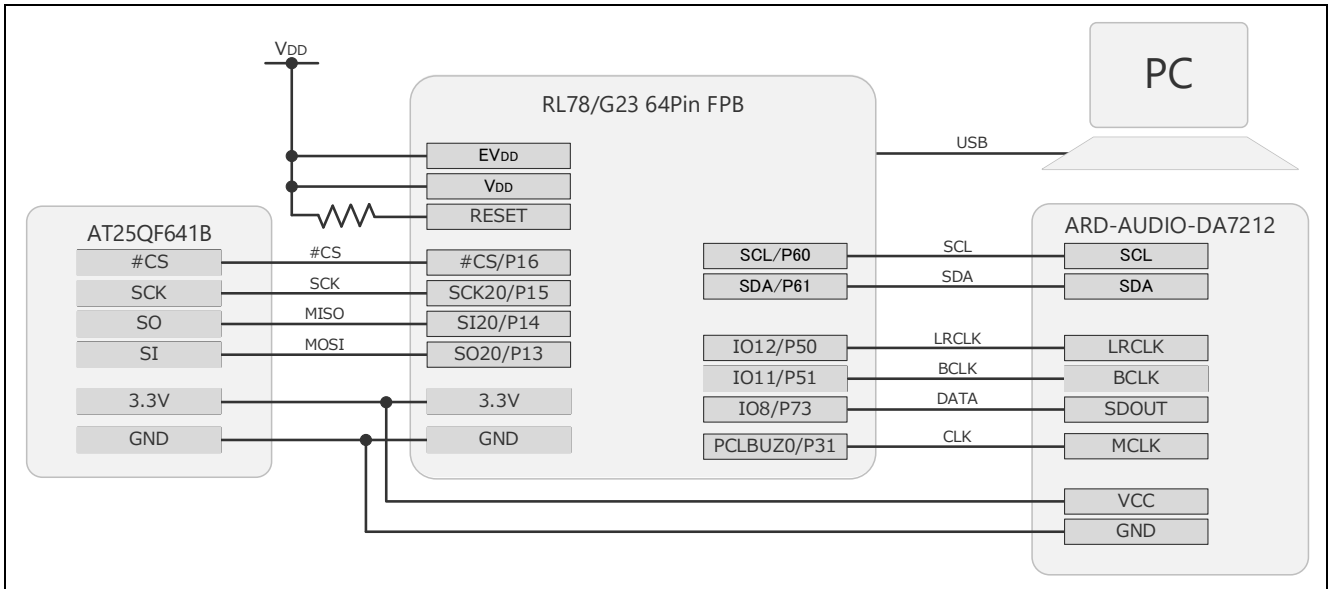 VDD
RL78/G23 64Pin FPB
PC
EVDD
VDD
RESET
USB
AT25QF641B
#CS
SCK
SO
SI
3.3V
GND
#CS
SCK
MISO
MOSI
#CS/P16
SCK20/P15
SI20/P14
SO20/P13
3.3V
GND
SCL/P60
SDA/P61
IO12/P50
IO11/P51
IO8/P73
PCLBUZ0/P31
SCL
SDA
LRCLK
BCLK
DATA
CLK
ARD-AUDIO-DA7212
SCL
SDA
LRCLK
BCLK
SDOUT
MCLK
VCC
GND